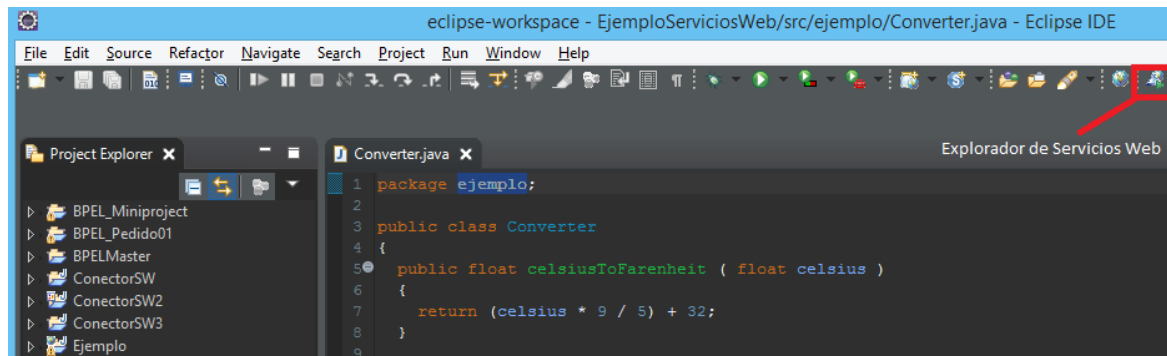 eclipse-workspace - EjemploServiciosWeb/src/ejemplo/Converter.java - Eclipse IDE
File Edit Source Refactor Navigate Search Project Run Window Help
Explorador de Servicios Web
Project Explorer
Converter.java
BPEL_Miniproject
BPEL_Pedido01
BPELMaster
ConectorSW
ConectorSW2
ConectorSW3
Ejemplo
1 package ejemplo;
2
3 public class Converter
4 {
5 public float celsiusToFarenheit ( float celsius )
6 {
7 return (celsius * 9 / 5) + 32;
8 }
9